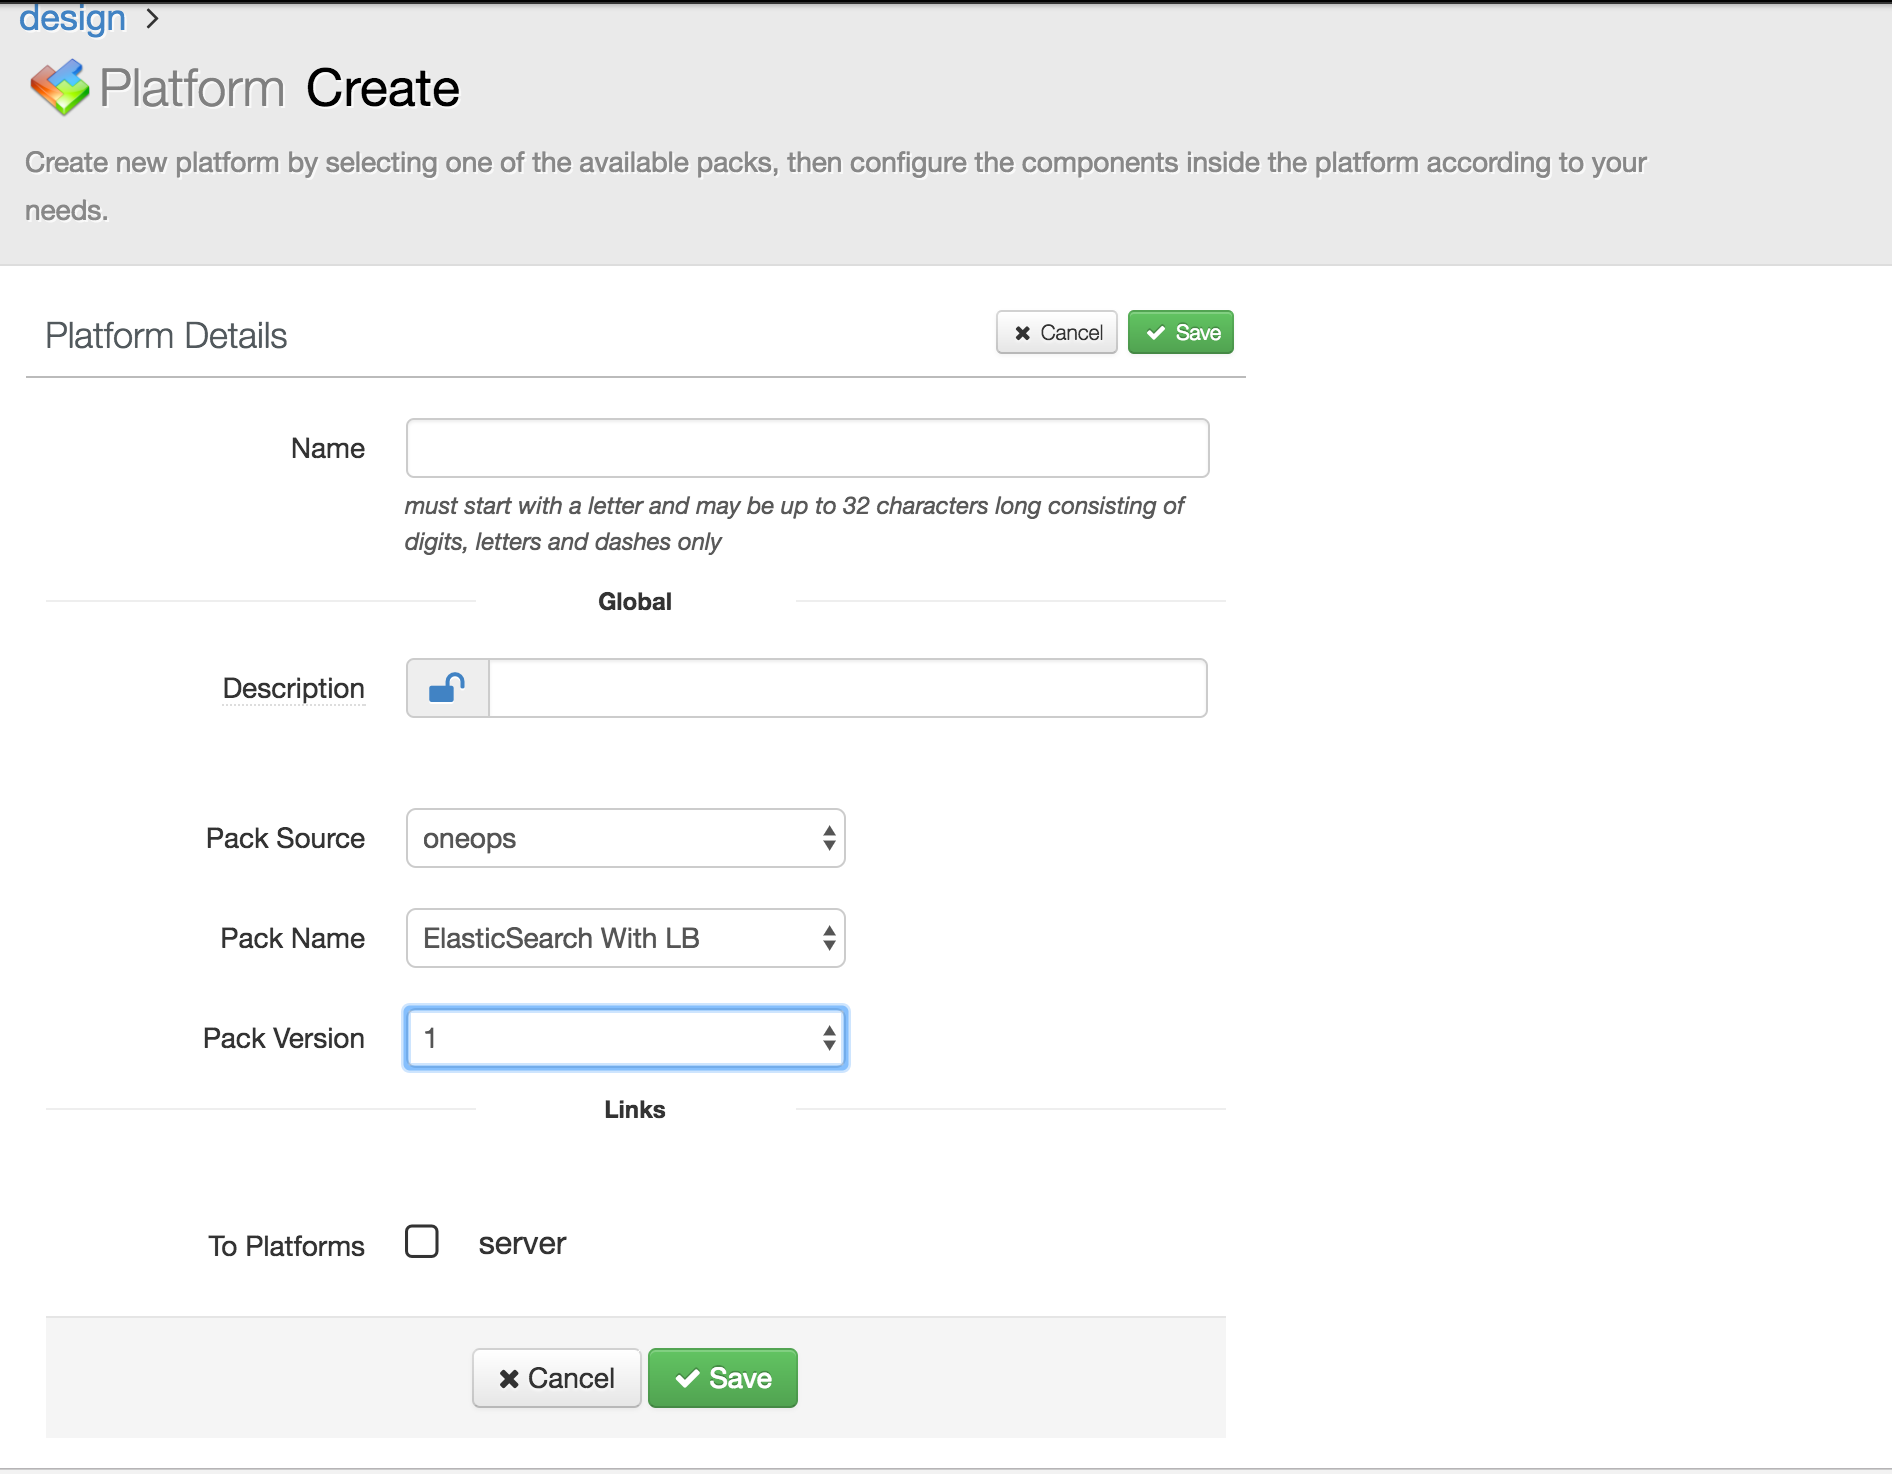 design >
Platform Create
Create new platform by selecting one of the available packs, then configure the components inside the platform according to your
needs.
Platform Details
Cancel
Save
Name
must start with a letter and may be up to 32 characters long consisting of
digits, letters and dashes only
Global
Description
Pack Source
oneops
Pack Name
ElasticSearch With LB
Pack Version
1
Links
To Platforms
server
Cancel
Save